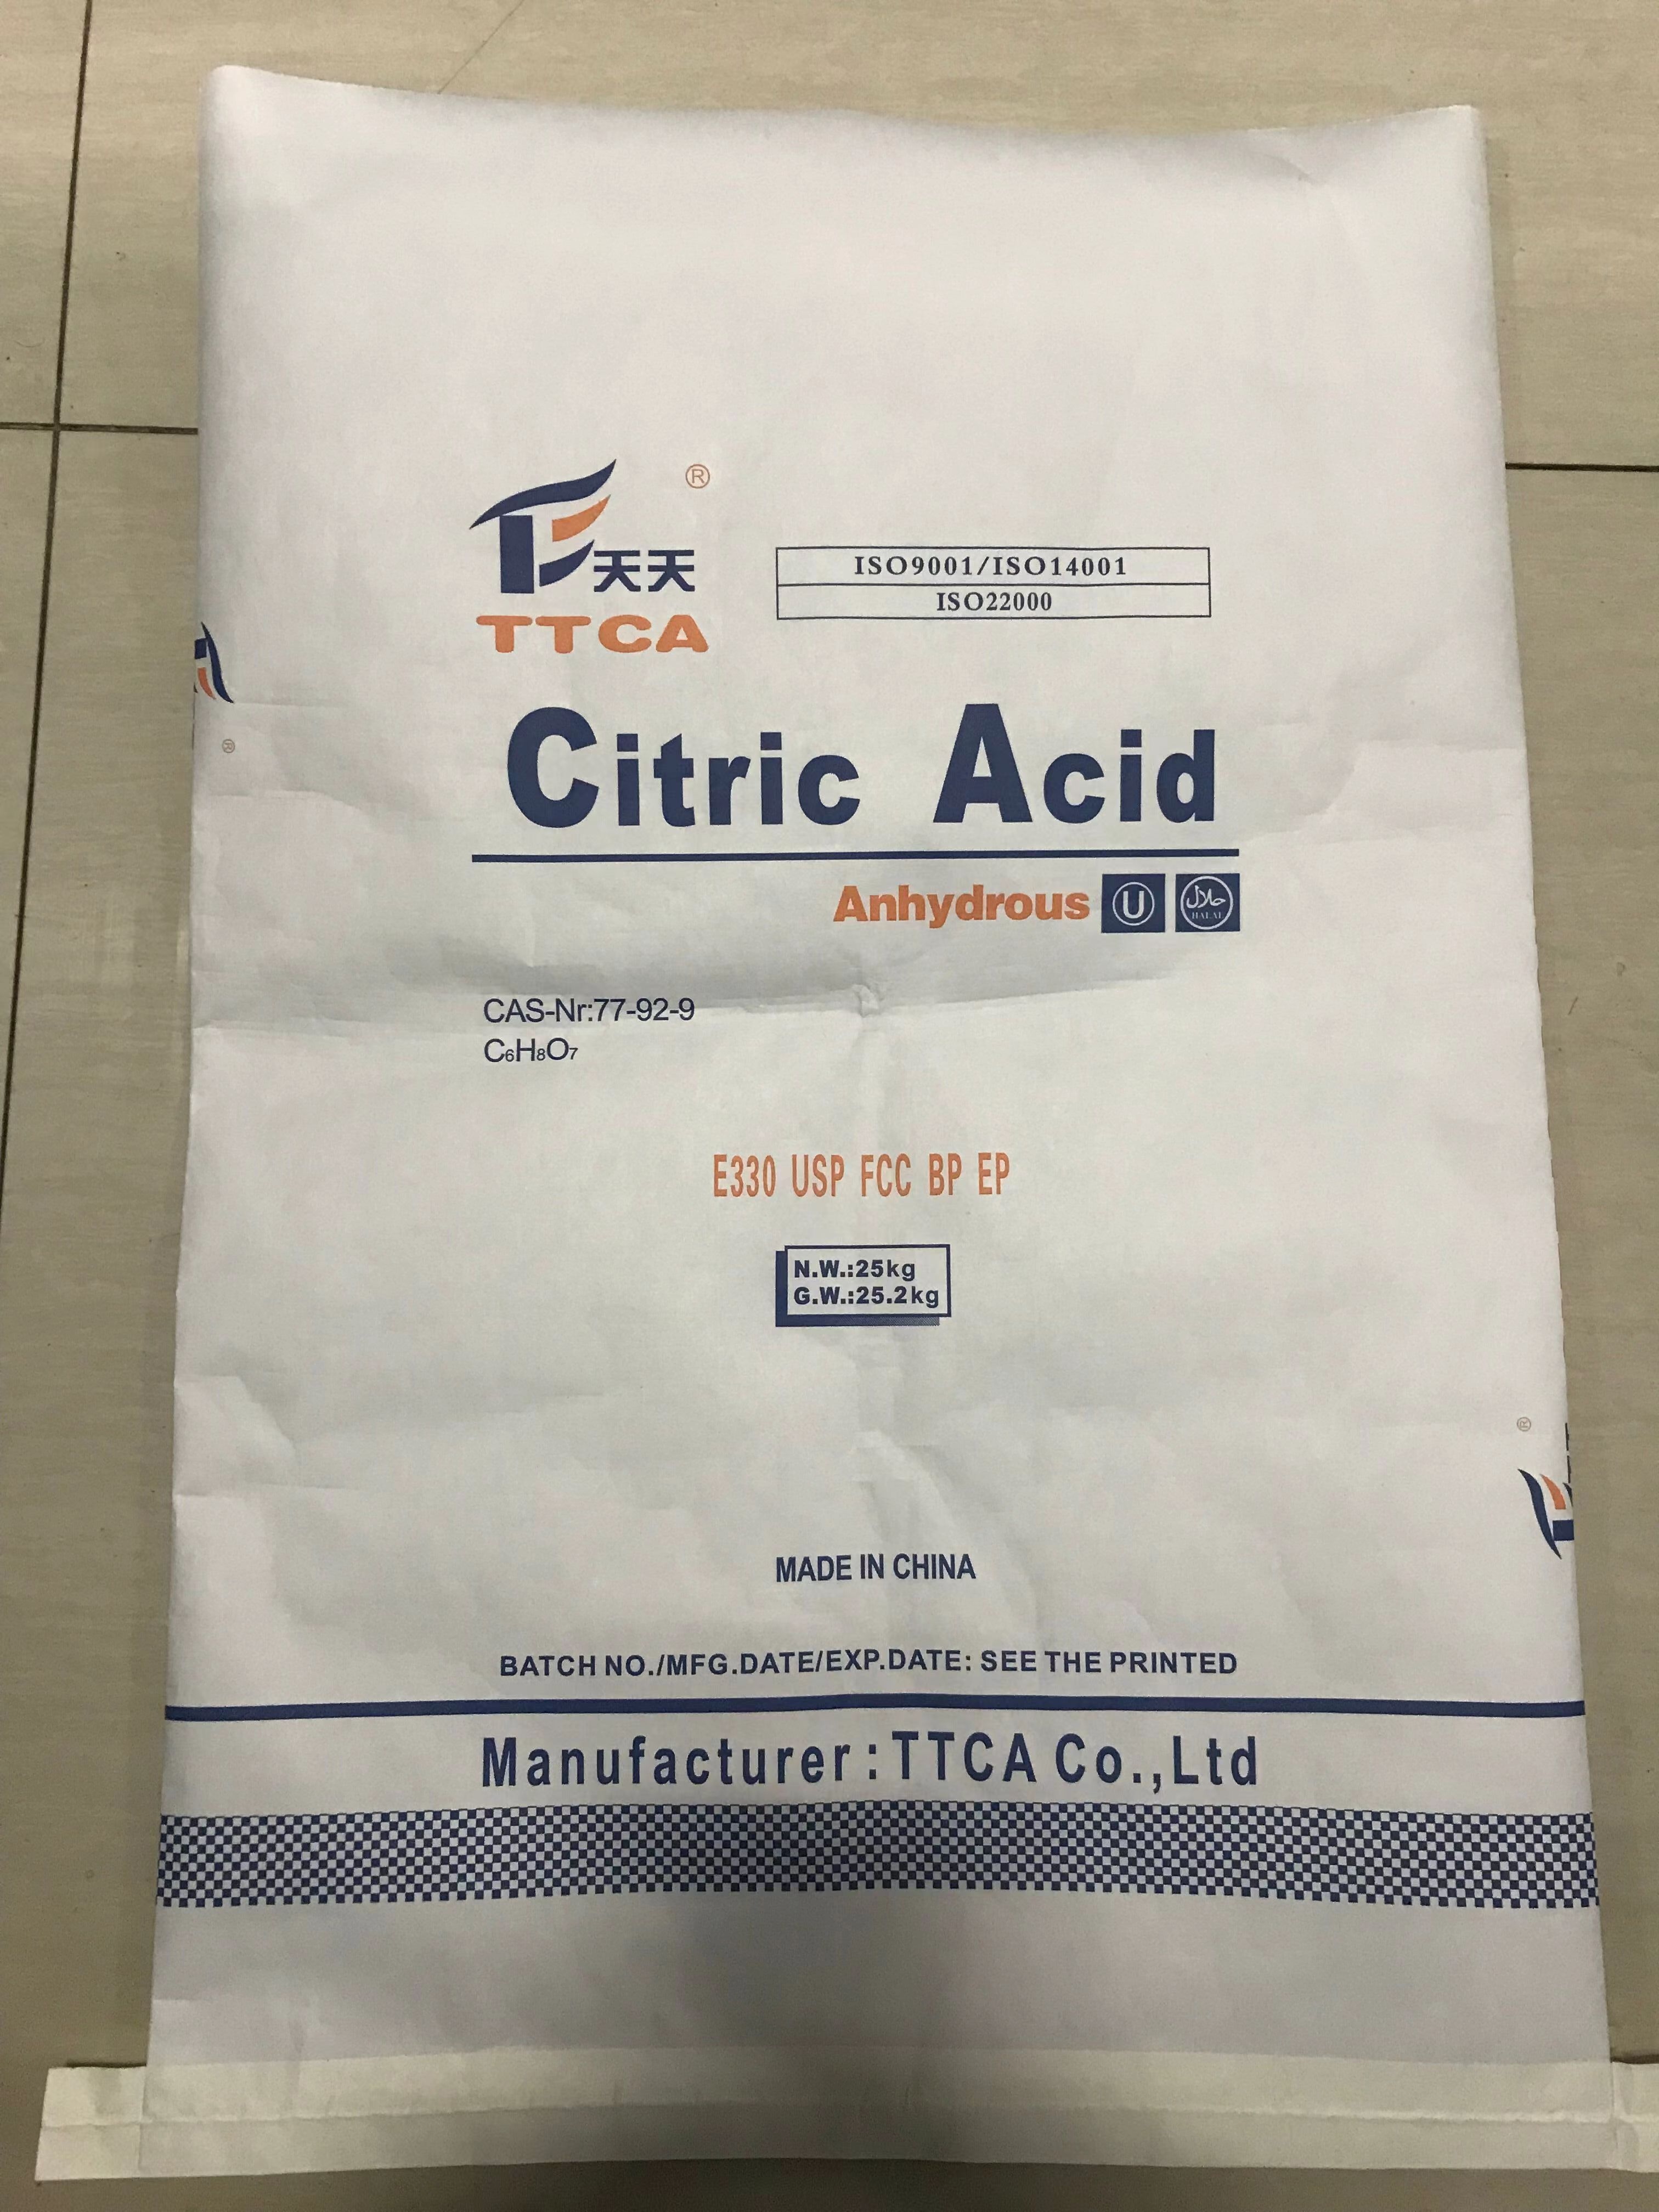 ®
天天
TTCA
ISO9001/ISO14001
ISO22000
Citric Acid
Anhydrous U حلال HALAL
CAS-Nr:77-92-9
C₆H₈O₇
E330 USP FCC BP EP
N.W.:25kg
G.W.:25.2kg
MADE IN CHINA
BATCH NO./MFG.DATE/EXP.DATE: SEE THE PRINTED
Manufacturer:TTCA Co.,Ltd
®
®